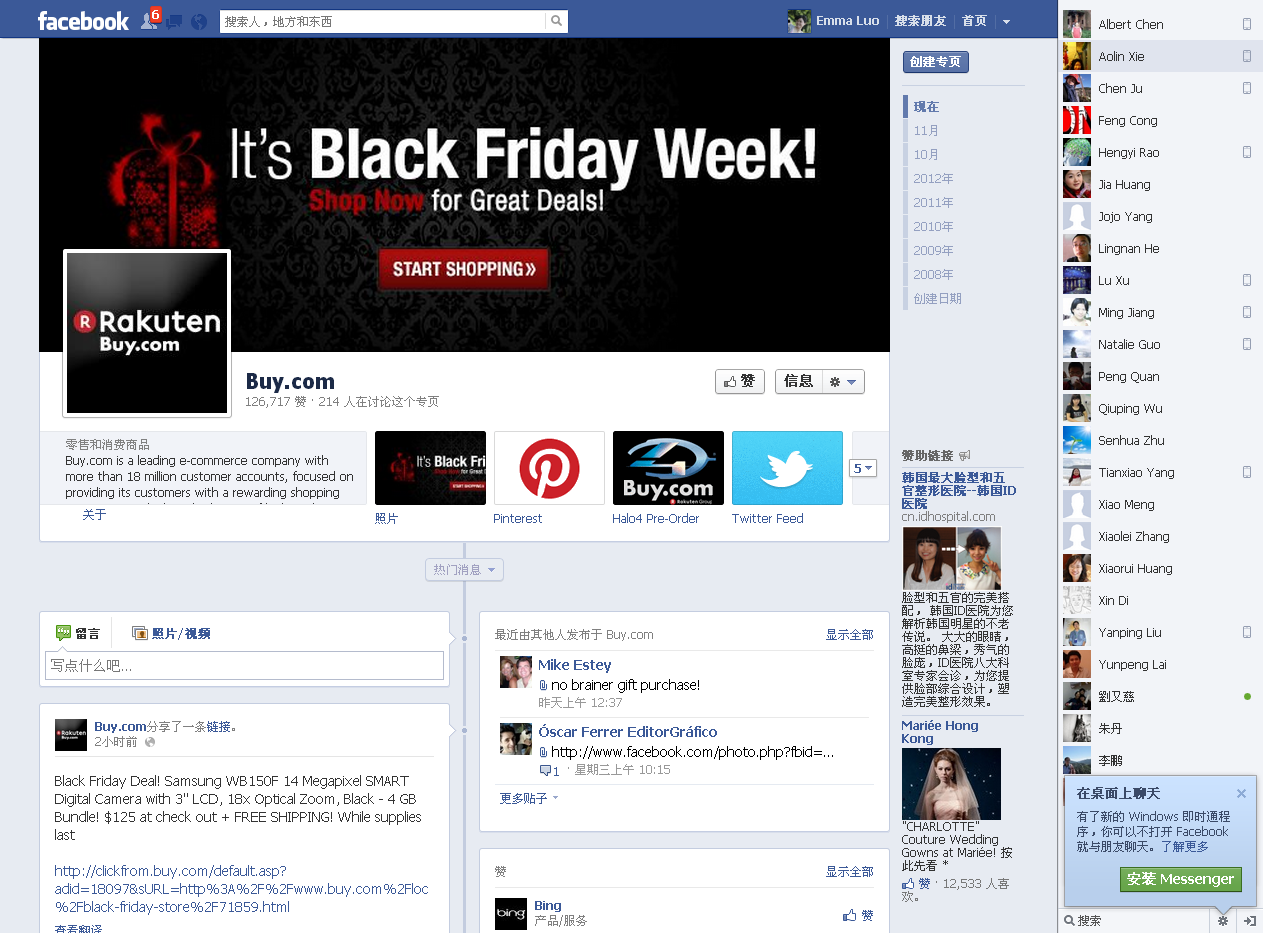 facebook
6
搜索人，地方和东西
Emma Luo
搜索朋友
首页
It's Black Friday Week!
Shop Now for Great Deals!
START SHOPPING»
R Rakuten
Buy.com
Buy.com
126,717 赞 · 214 人在讨论这个专页
赞
信息
零售和消费商品
Buy.com is a leading e-commerce company with
more than 18 million customer accounts, focused on
providing its customers with a rewarding shopping
关于
照片
Pinterest
Buy.com
Halo4 Pre-Order
Twitter Feed
5
热门消息
留言
照片/视频
写点什么吧...
Buy.com分享了一条链接。
2小时前
Black Friday Deal! Samsung WB150F 14 Megapixel SMART
Digital Camera with 3" LCD, 18x Optical Zoom, Black - 4 GB
Bundle! $125 at check out + FREE SHIPPING! While supplies
last
http://clickfrom.buy.com/default.asp?
adid=18097&sURL=http%3A%2F%2Fwww.buy.com%2Floc
%2Fblack-friday-store%2F71859.html
查看翻译
最近由其他人发布于 Buy.com
显示全部
Mike Estey
no brainer gift purchase!
昨天上午 12:37
Óscar Ferrer EditorGráfico
http://www.facebook.com/photo.php?fbid=...
1 · 星期三上午 10:15
更多贴子
赞
显示全部
bing
Bing
产品/服务
赞
创建专页
现在
11月
10月
2012年
2011年
2010年
2009年
2008年
创建日期
赞助链接
韩国最大脸型和五
官整形医院--韩国ID
医院
cn.idhospital.com
脸型和五官的完美搭
配， 韩国ID医院为您
解析韩国明星的不老
传说。 大大的眼睛，
高挺的鼻梁，秀气的
脸庞，ID医院八大科
室专家会诊，为您提
供脸部综合设计，塑
造完美整形效果。
Mariée Hong
Kong
"CHARLOTTE"
Couture Wedding
Gowns at Mariée! 按
此先看 *
赞 · 12,533 人喜
欢。
Albert Chen
Aolin Xie
Chen Ju
Feng Cong
Hengyi Rao
Jia Huang
Jojo Yang
Lingnan He
Lu Xu
Ming Jiang
Natalie Guo
Peng Quan
Qiuping Wu
Senhua Zhu
Tianxiao Yang
Xiao Meng
Xiaolei Zhang
Xiaorui Huang
Xin Di
Yanping Liu
Yunpeng Lai
劉又慈
朱丹
李鹏
在桌面上聊天
有了新的 Windows 即时通程
序，你可以不打开 Facebook
就与朋友聊天。了解更多
安装 Messenger
搜索